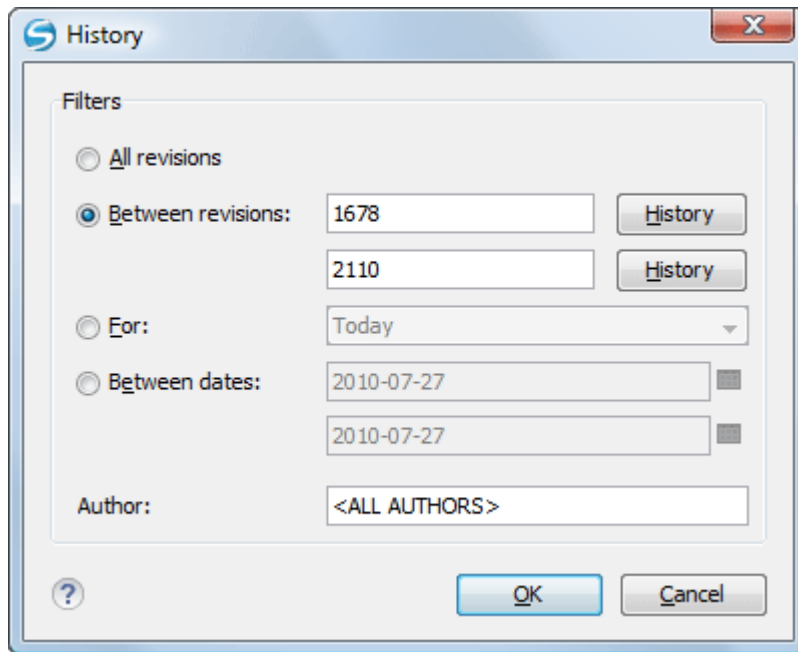 History
Filters
All revisions
Between revisions: 1678 History
2110 History
For: Today
Between dates: 2010-07-27
2010-07-27
Author: <ALL AUTHORS>
? OK Cancel